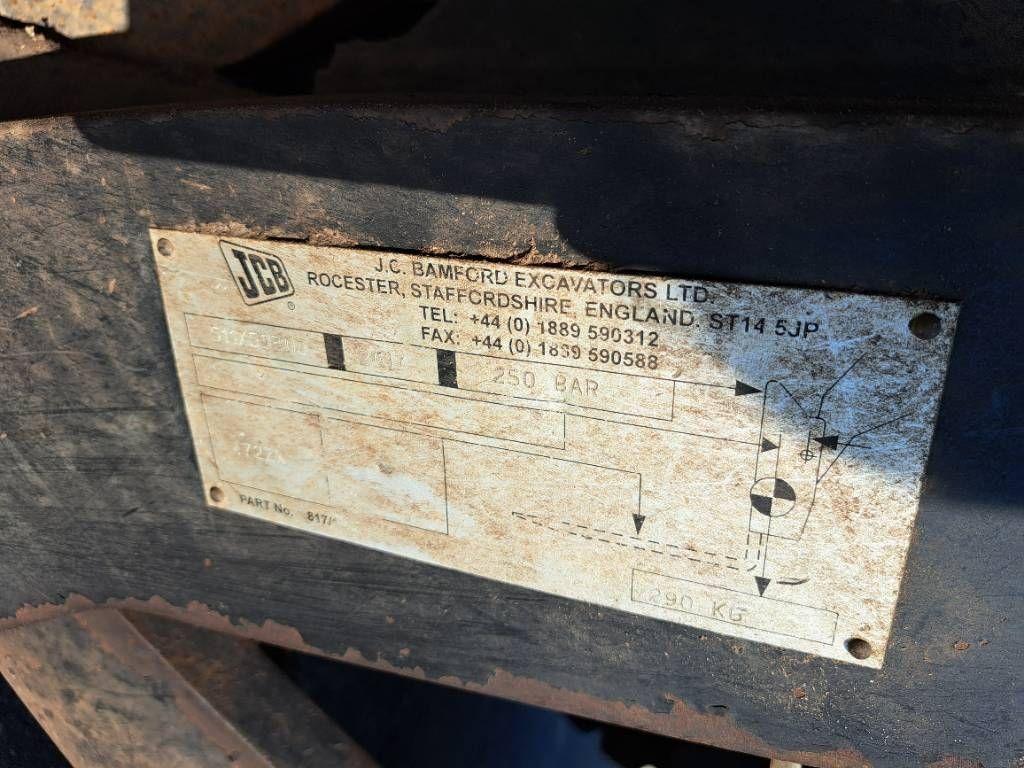 JCB
®
J.C. BAMFORD EXCAVATORS LTD.
ROCESTER, STAFFORDSHIRE, ENGLAND. ST14 5JP
TEL: +44 (0) 1889 590312
FAX: +44 (0) 1889 590588
250 BAR
PART No. 817/
290 KG